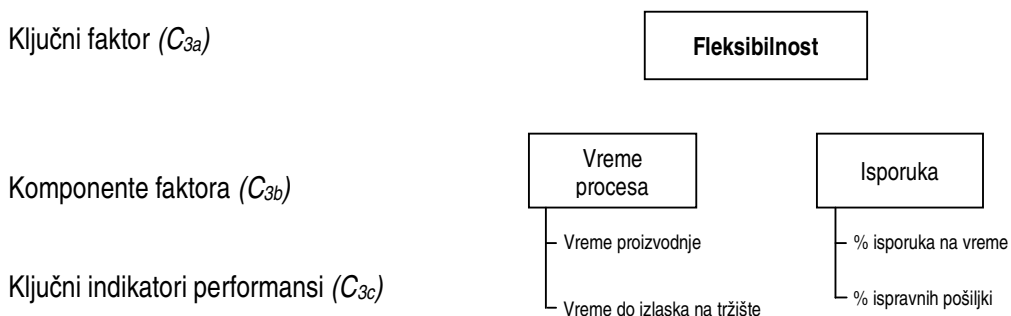 Ključni faktor (C3a)
Fleksibilnost
Komponente faktora (C3b)
Vreme
procesa
Isporuka
Ključni indikatori performansi (C3c)
Vreme proizvodnje
Vreme do izlaska na tržište
% isporuka na vreme
% ispravnih pošiljki